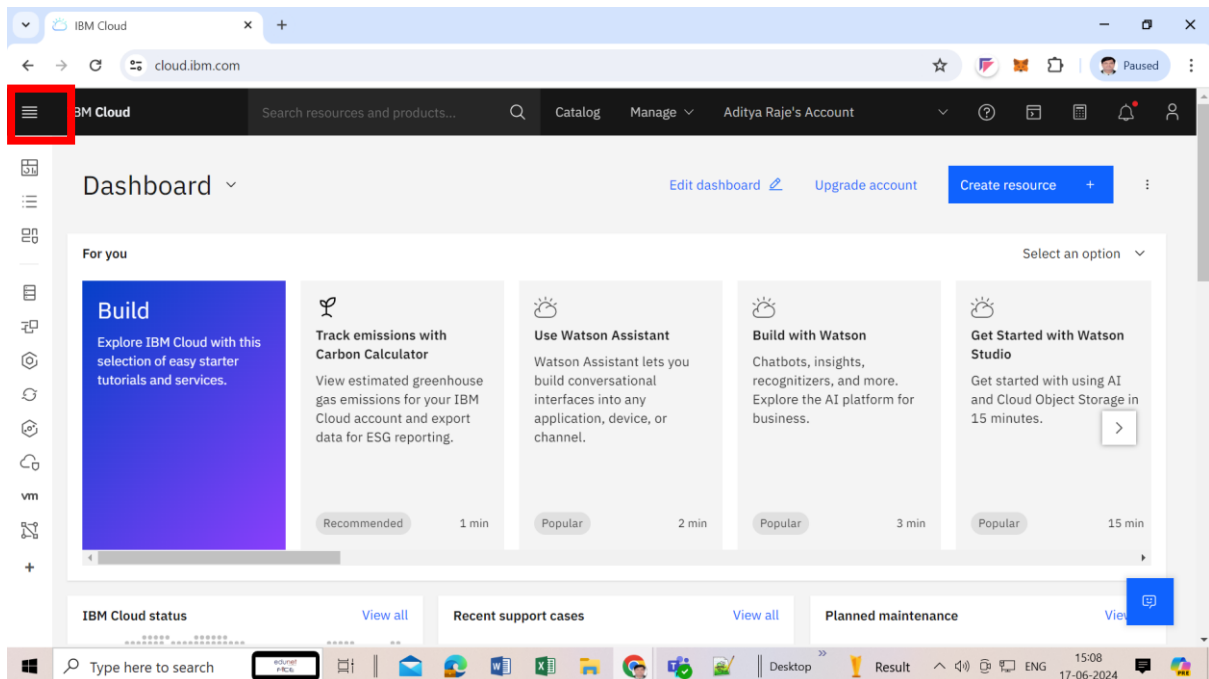 IBM Cloud
cloud.ibm.com
Paused
BM Cloud
Search resources and products...
Catalog
Manage
Aditya Raje's Account
Dashboard
Edit dashboard
Upgrade account
Create resource +
For you
Select an option
Build
Explore IBM Cloud with this
selection of easy starter
tutorials and services.
Track emissions with
Carbon Calculator
View estimated greenhouse
gas emissions for your IBM
Cloud account and export
data for ESG reporting.
Recommended
1 min
Use Watson Assistant
Watson Assistant lets you
build conversational
interfaces into any
application, device, or
channel.
Popular
2 min
Build with Watson
Chatbots, insights,
recognitizers, and more.
Explore the AI platform for
business.
Popular
3 min
Get Started with Watson
Studio
Get started with using AI
and Cloud Object Storage in
15 minutes.
Popular
15 min
vm
IBM Cloud status
View all
Recent support cases
View all
Planned maintenance
Vie
Type here to search
edunet
Desktop
Result
ENG
15:08
17-06-2024
PRE